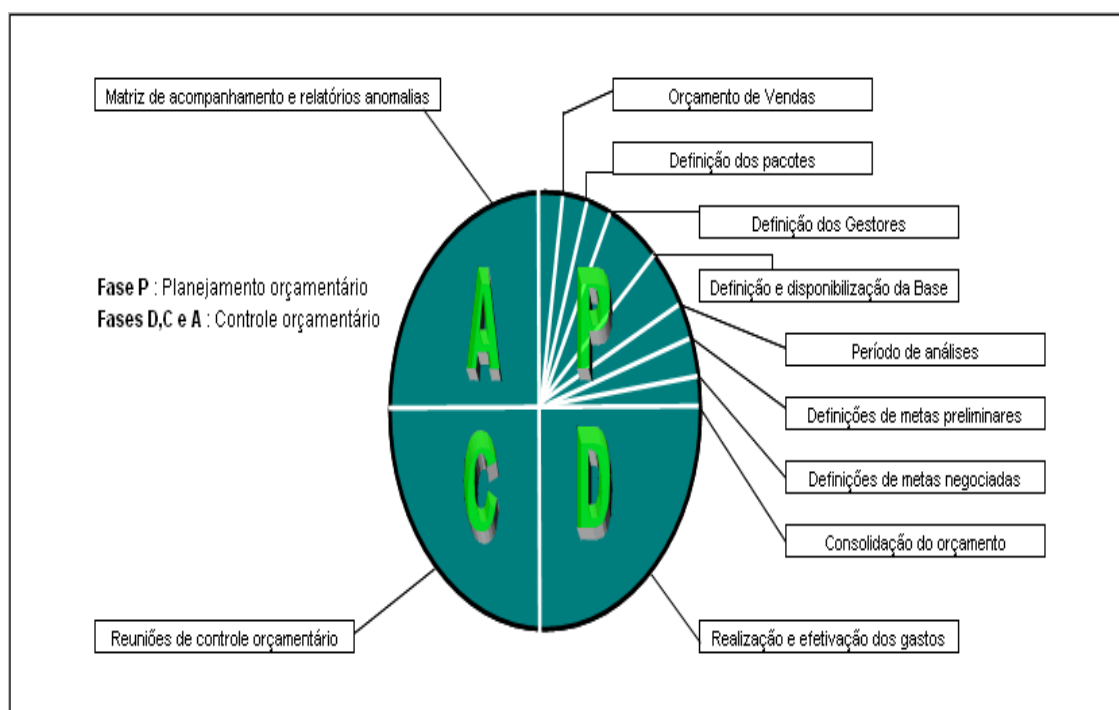 Matriz de acompanhamento e relatórios anomalias
Orçamento de Vendas
Definição dos pacotes
Definição dos Gestores
Definição e disponibilização da Base
Fase P : Planejamento orçamentário
Fases D,C e A : Controle orçamentário
A
P
Período de análises
Definições de metas preliminares
C
D
Definições de metas negociadas
Consolidação do orçamento
Reuniões de controle orçamentário
Realização e efetivação dos gastos